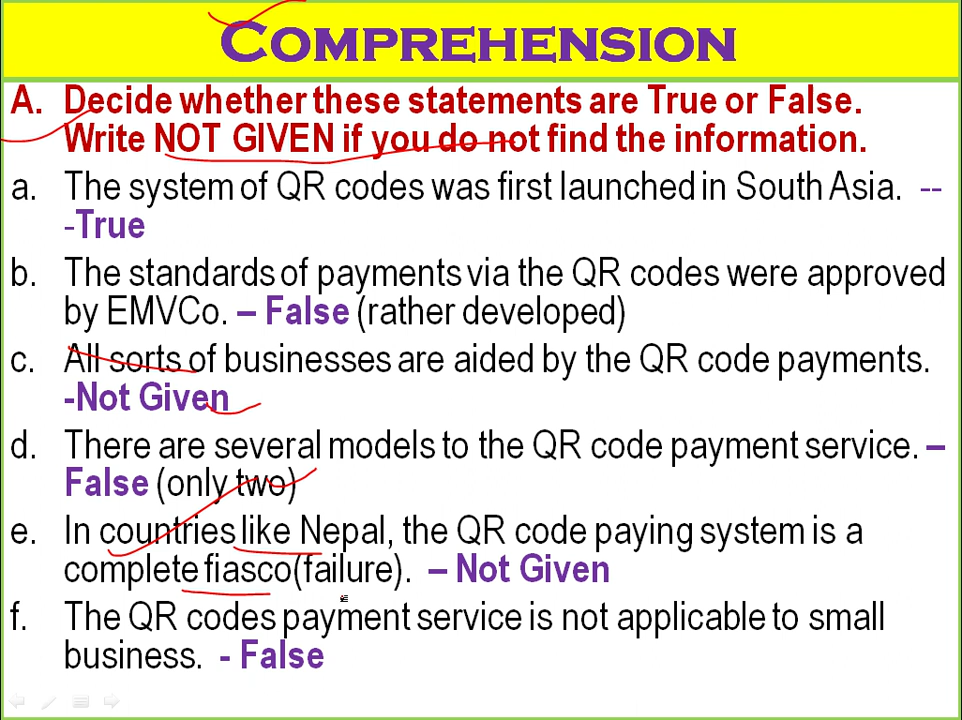 COMPREHENSION
A. Decide whether these statements are True or False.
Write NOT GIVEN if you do not find the information.
a. The system of QR codes was first launched in South Asia. --
-True
b. The standards of payments via the QR codes were approved
by EMVCo. – False (rather developed)
c. All sorts of businesses are aided by the QR code payments.
-Not Given
d. There are several models to the QR code payment service. –
False (only two)
e. In countries like Nepal, the QR code paying system is a
complete fiasco(failure). – Not Given
f. The QR codes payment service is not applicable to small
business. - False